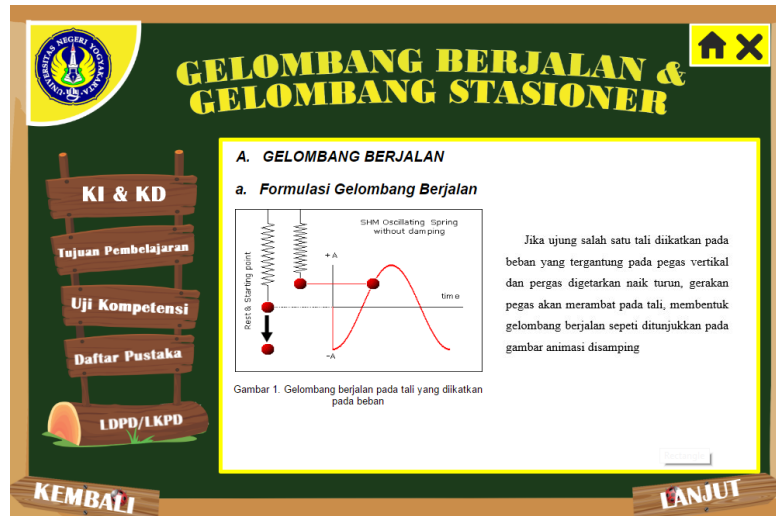 UNIVERSITAS NEGERI YOGYAKARTA
GELOMBANG BERJALAN &
GELOMBANG STASIONER
KI & KD
Tujuan Pembelajaran
Uji Kompetensi
Daftar Pustaka
LDPD/LKPD
A. GELOMBANG BERJALAN
a. Formulasi Gelombang Berjalan
SHM Oscillating Spring
without damping
+A
Rest & Starting point
time
-A
Gambar 1. Gelombang berjalan pada tali yang diikatkan
pada beban
Jika ujung salah satu tali diikatkan pada
beban yang tergantung pada pegas vertikal
dan pergas digetarkan naik turun, gerakan
pegas akan merambat pada tali, membentuk
gelombang berjalan sepeti ditunjukkan pada
gambar animasi disamping
KEMBALI
LANJUT